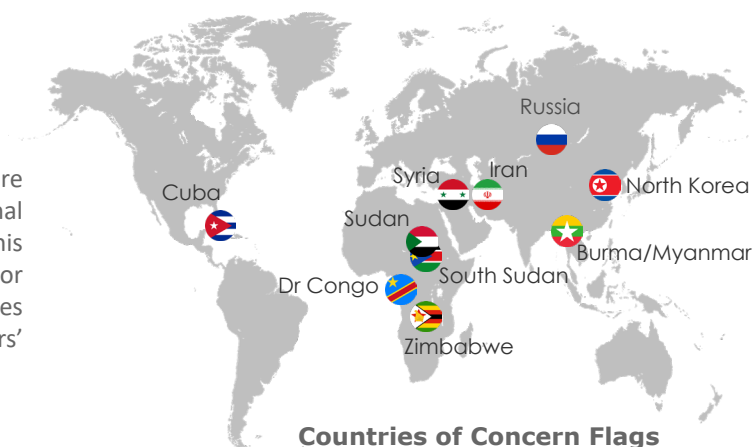 re
nal
his
or
es
rs’
Russia
Syria
Iran
Cuba
North Korea
Sudan
Burma/Myanmar
South Sudan
Dr Congo
Zimbabwe
Countries of Concern Flags